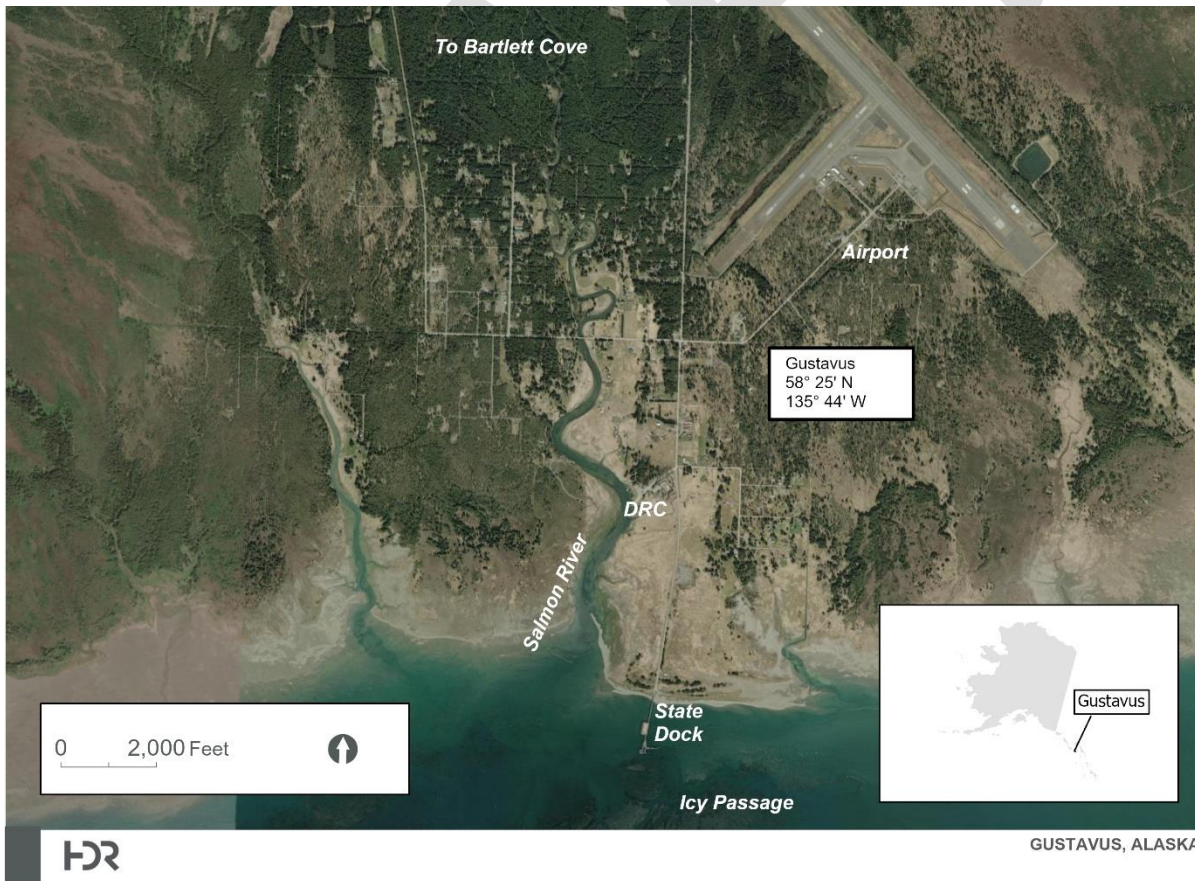 To Bartlett Cove
Airport
Gustavus
58° 25' N
135° 44' W
DRC
Salmon River
State
Dock
Gustavus
0 2,000 Feet
Icy Passage
HDR
GUSTAVUS, ALASKA